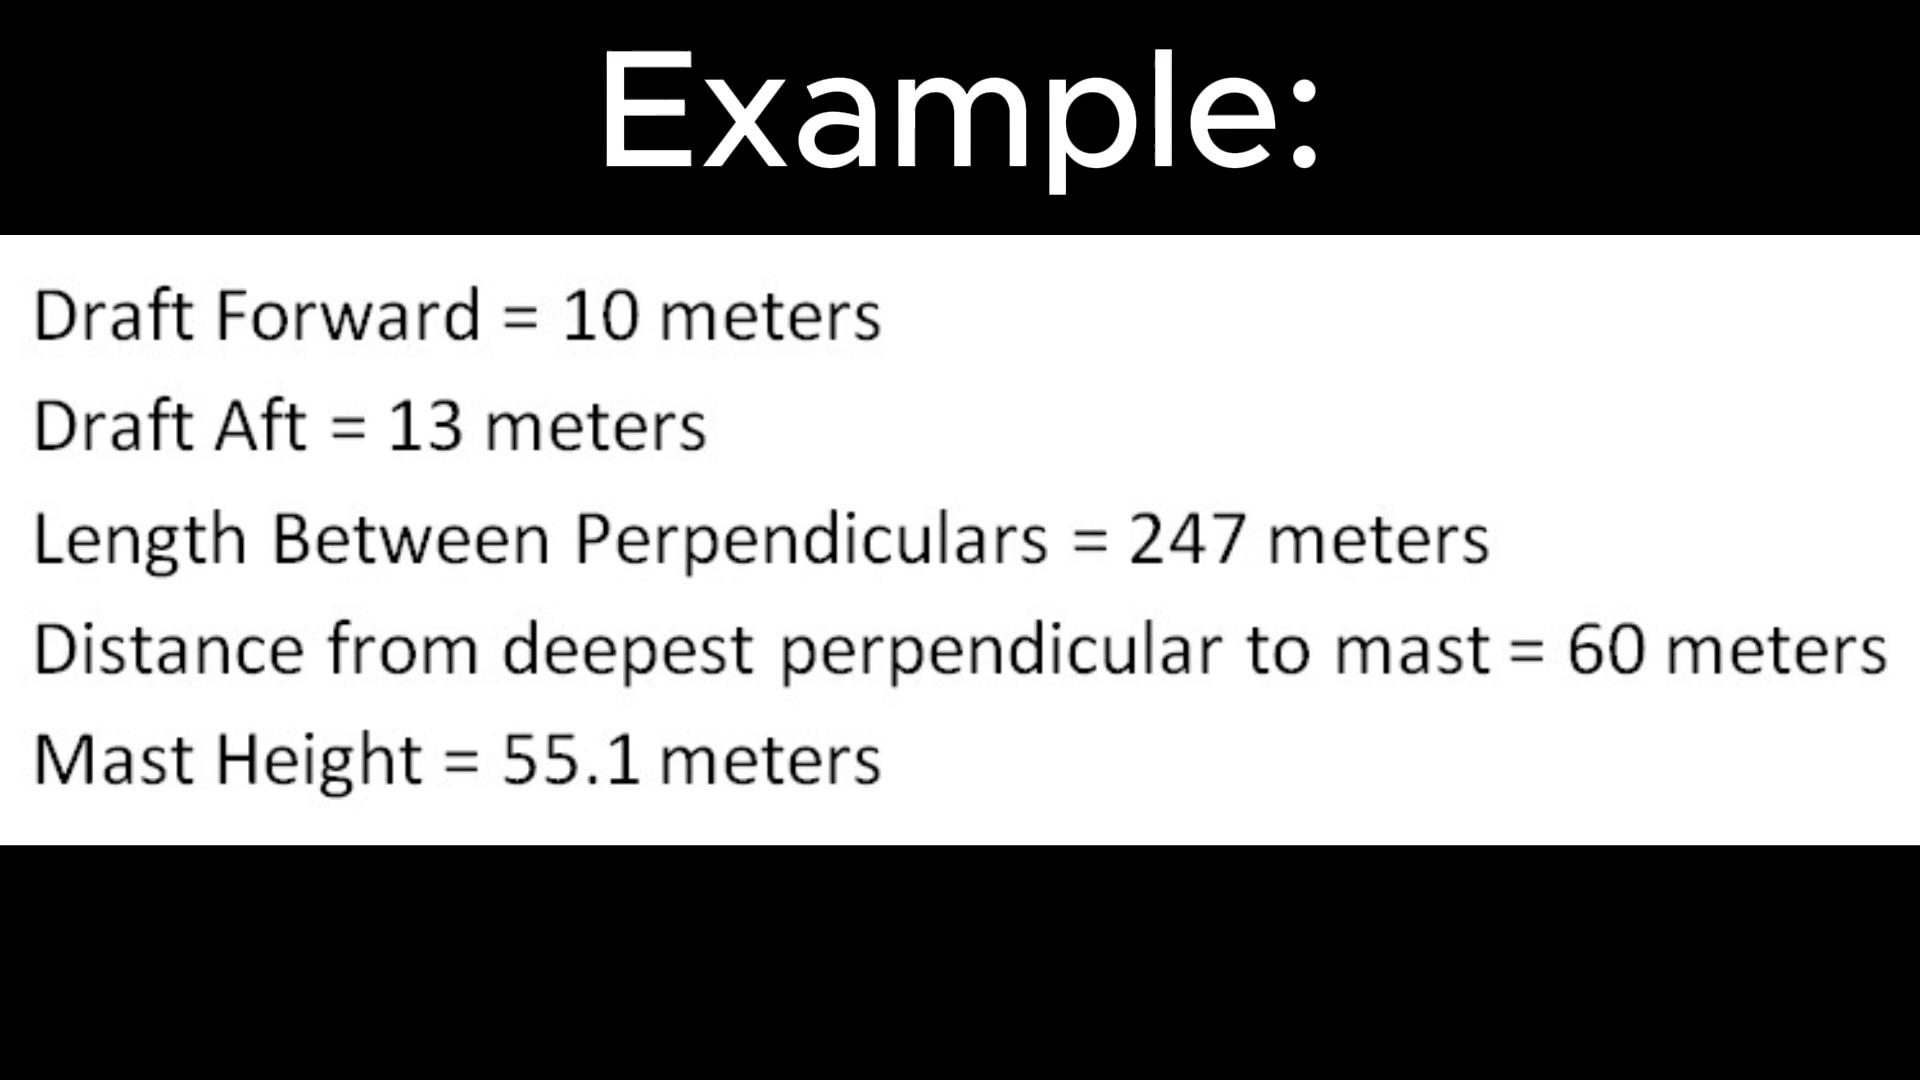 Example:
Draft Forward = 10 meters
Draft Aft = 13 meters
Length Between Perpendiculars = 247 meters
Distance from deepest perpendicular to mast = 60 meters
Mast Height = 55.1 meters